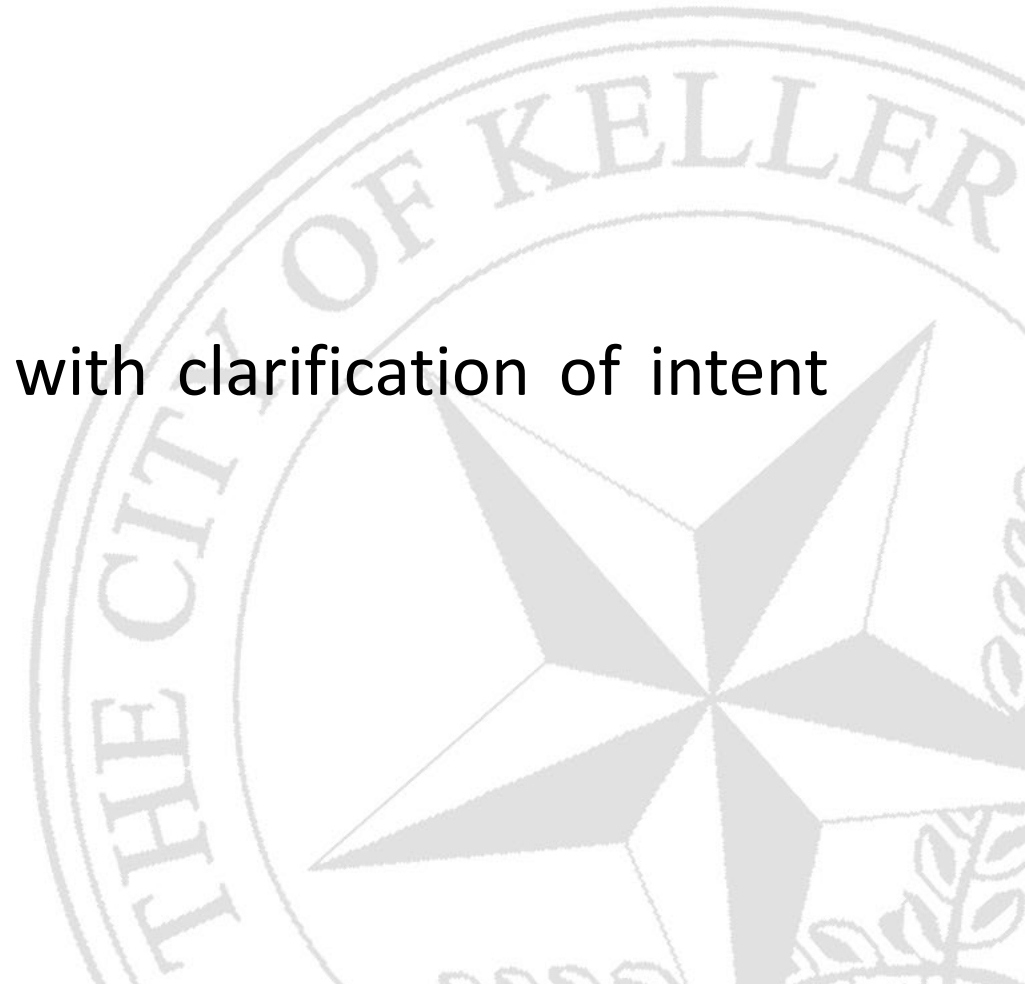 THE CITY OF KELLER
with clarification of intent